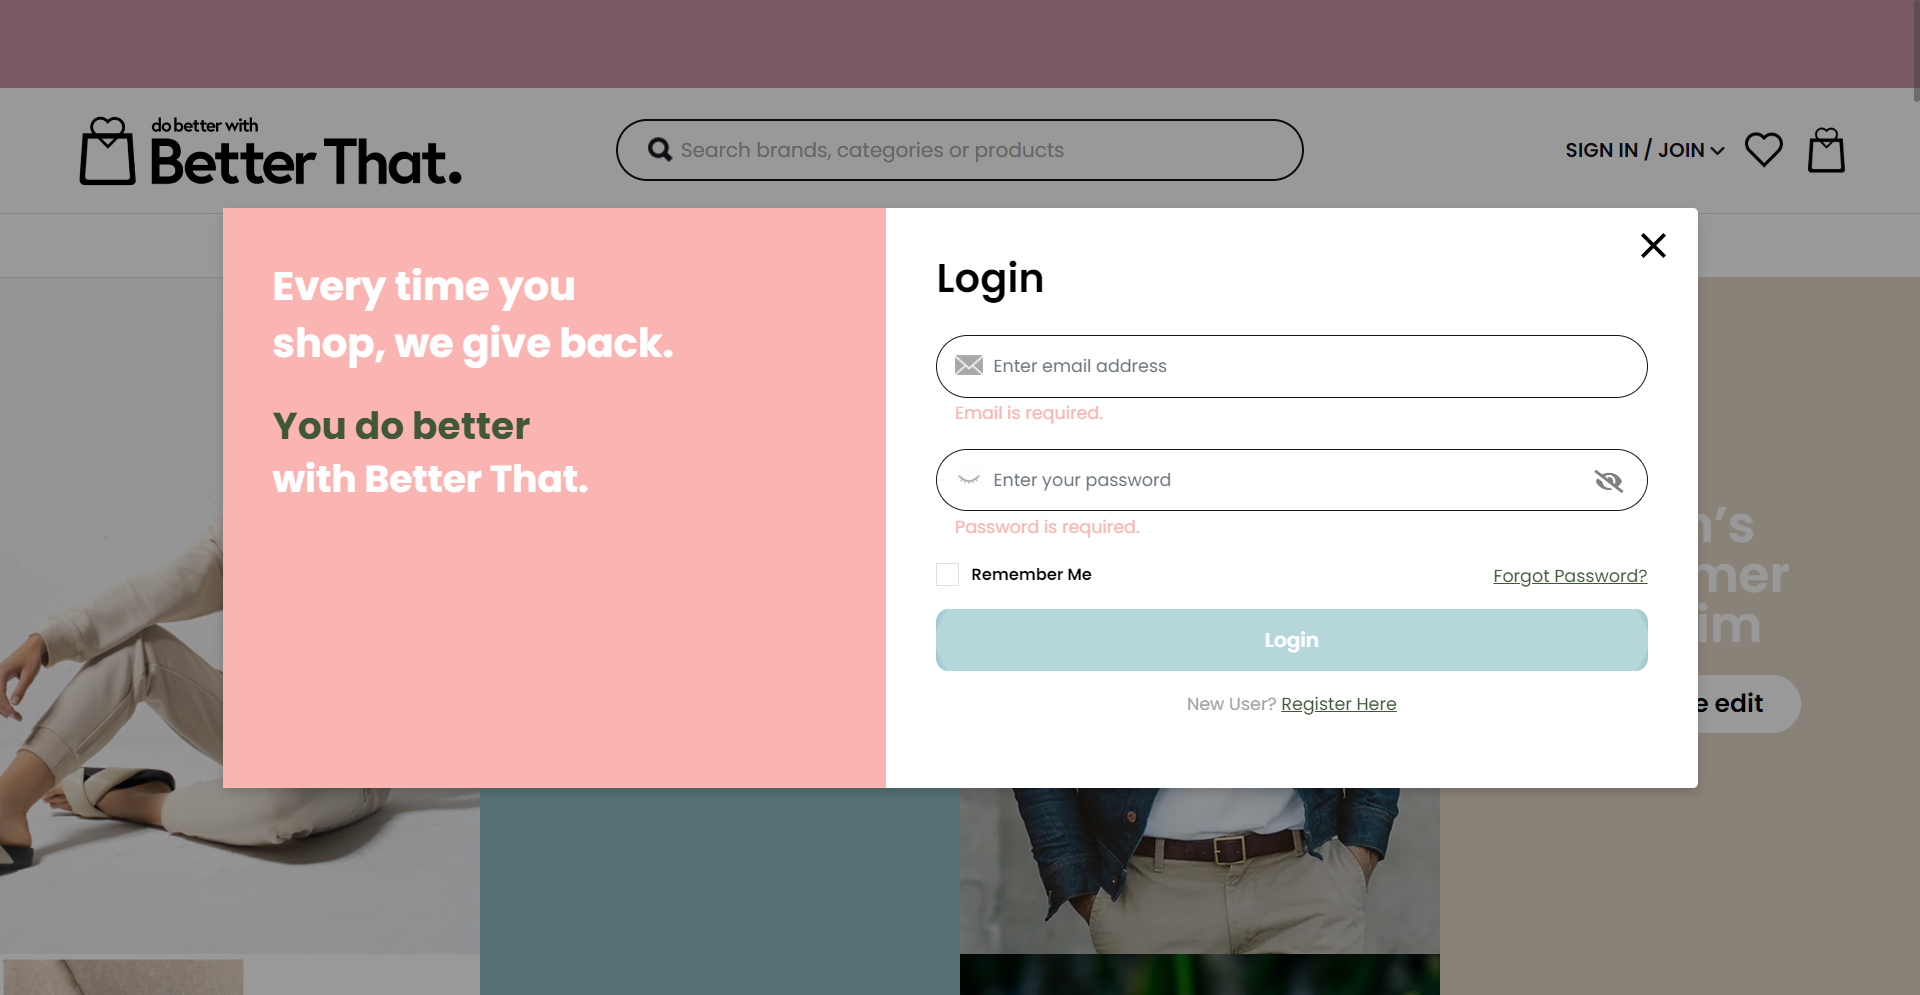 do better with
Better That.
Search brands, categories or products
SIGN IN / JOIN
Every time you
shop, we give back.
You do better
with Better That.
Login
Enter email address
Email is required.
Enter your password
Password is required.
Remember Me
Forgot Password?
Login
New User? Register Here
edit